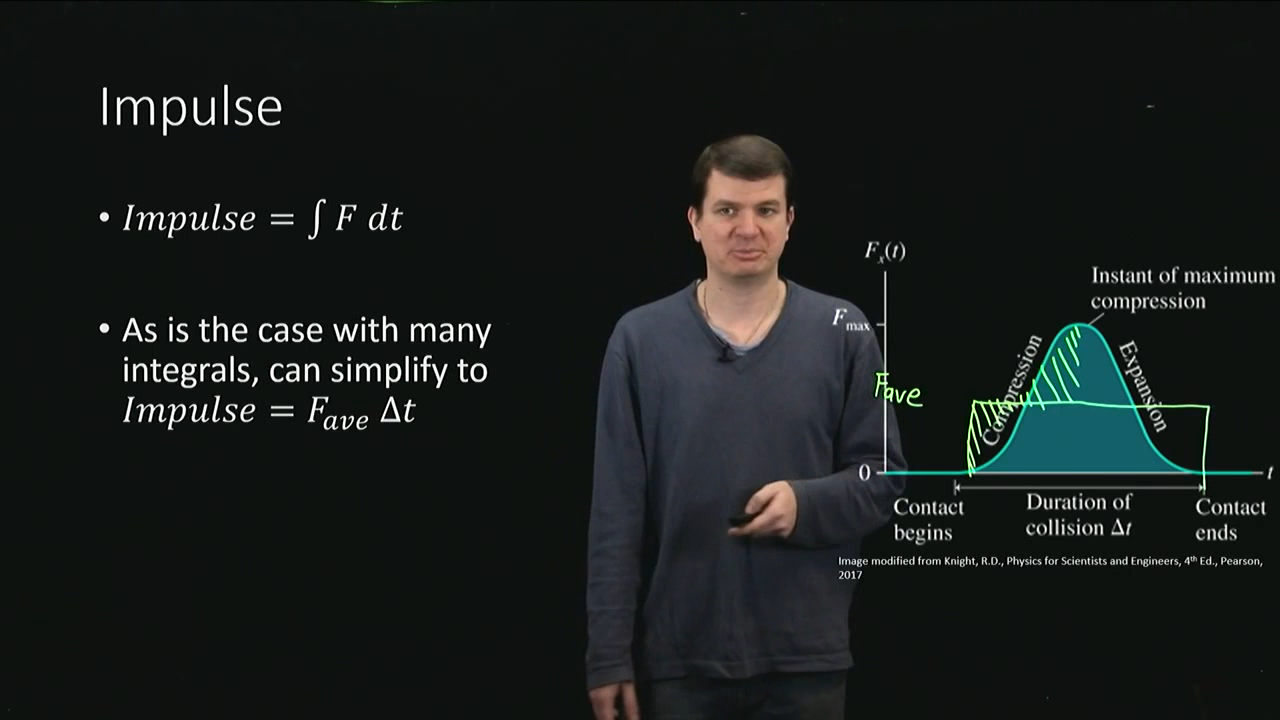 Impulse
• Impulse = ∫ F dt
• As is the case with many
integrals, can simplify to
Impulse = F_ave Δt
F_x(t)
Instant of maximum
compression
F_max
Compression
Expansion
Fave
0
t
Contact
begins
Duration of
collision Δt
Contact
ends
Image modified from Knight, R.D., Physics for Scientists and Engineers, 4th Ed., Pearson,
2017